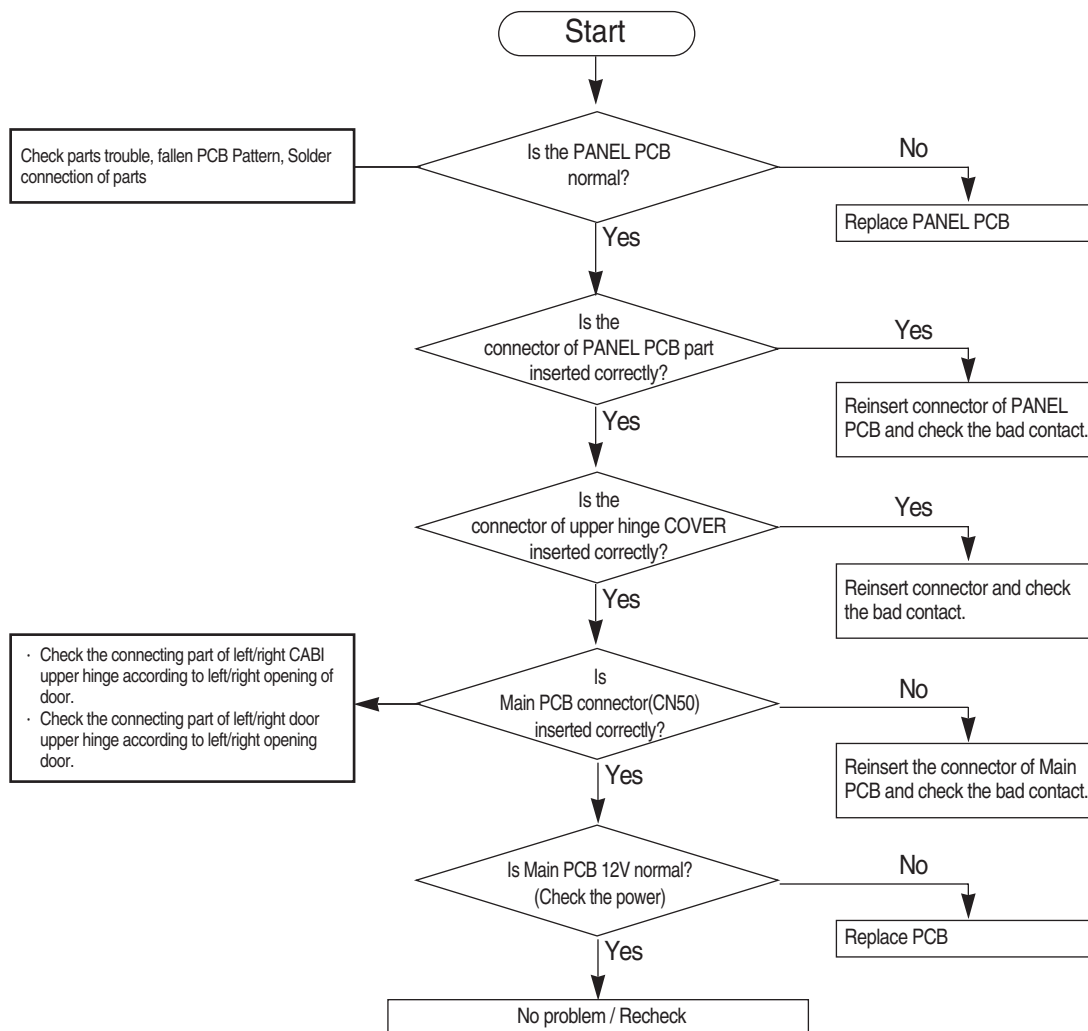 Start
Check parts trouble, fallen PCB Pattern, Solder
connection of parts
Is the PANEL PCB
normal?
No
Replace PANEL PCB
Yes
Is the
connector of PANEL PCB part
inserted correctly?
Yes
Reinsert connector of PANEL
PCB and check the bad contact.
Yes
Is the
connector of upper hinge COVER
inserted correctly?
Yes
Reinsert connector and check
the bad contact.
Yes
· Check the connecting part of left/right CABI
upper hinge according to left/right opening of
door.
· Check the connecting part of left/right door
upper hinge according to left/right opening
door.
Is
Main PCB connector(CN50)
inserted correctly?
No
Reinsert the connector of Main
PCB and check the bad contact.
Yes
Is Main PCB 12V normal?
(Check the power)
No
Replace PCB
Yes
No problem / Recheck